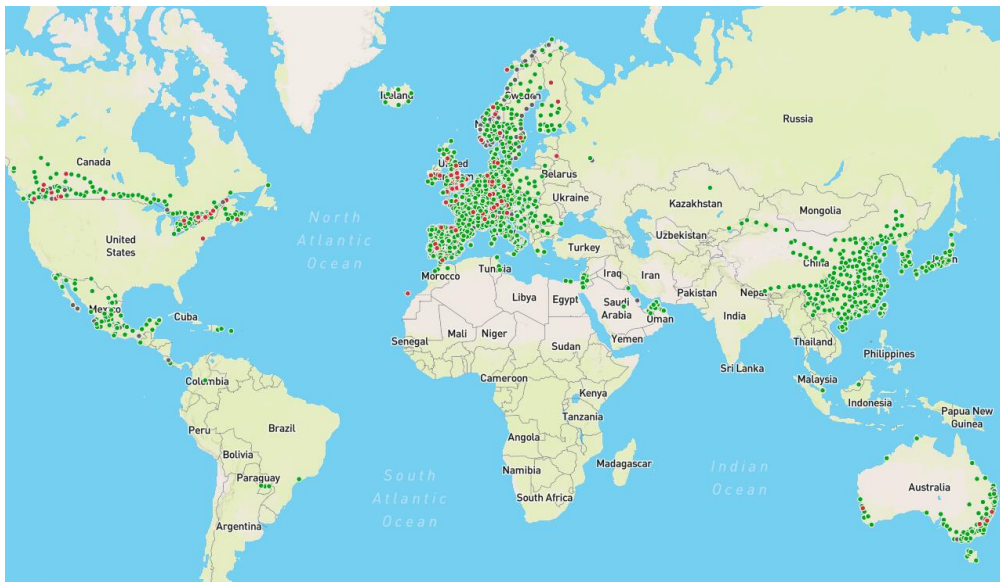 Iceland
Russia
Canada
Sweden
United
Belarus
Ukraine
Kazakhstan
Mongolia
North
Atlantic
Ocean
United
States
Uzbekistan
Turkey
China
Morocco
Tunisia
Iraq
Iran
Mexico
Cuba
Libya
Egypt
Saudi
Arabia
Pakistan
Nepal
Oman
India
Mali
Niger
Senegal
Sudan
Yemen
Thailand
Philippines
Cameroon
Sri Lanka
Malaysia
Colombia
Kenya
Indonesia
Tanzania
Papua New
Guinea
Peru
Brazil
Angola
Bolivia
Madagascar
Namibia
Indian
Ocean
Paraguay
South
Atlantic
Ocean
South Africa
Australia
Argentina